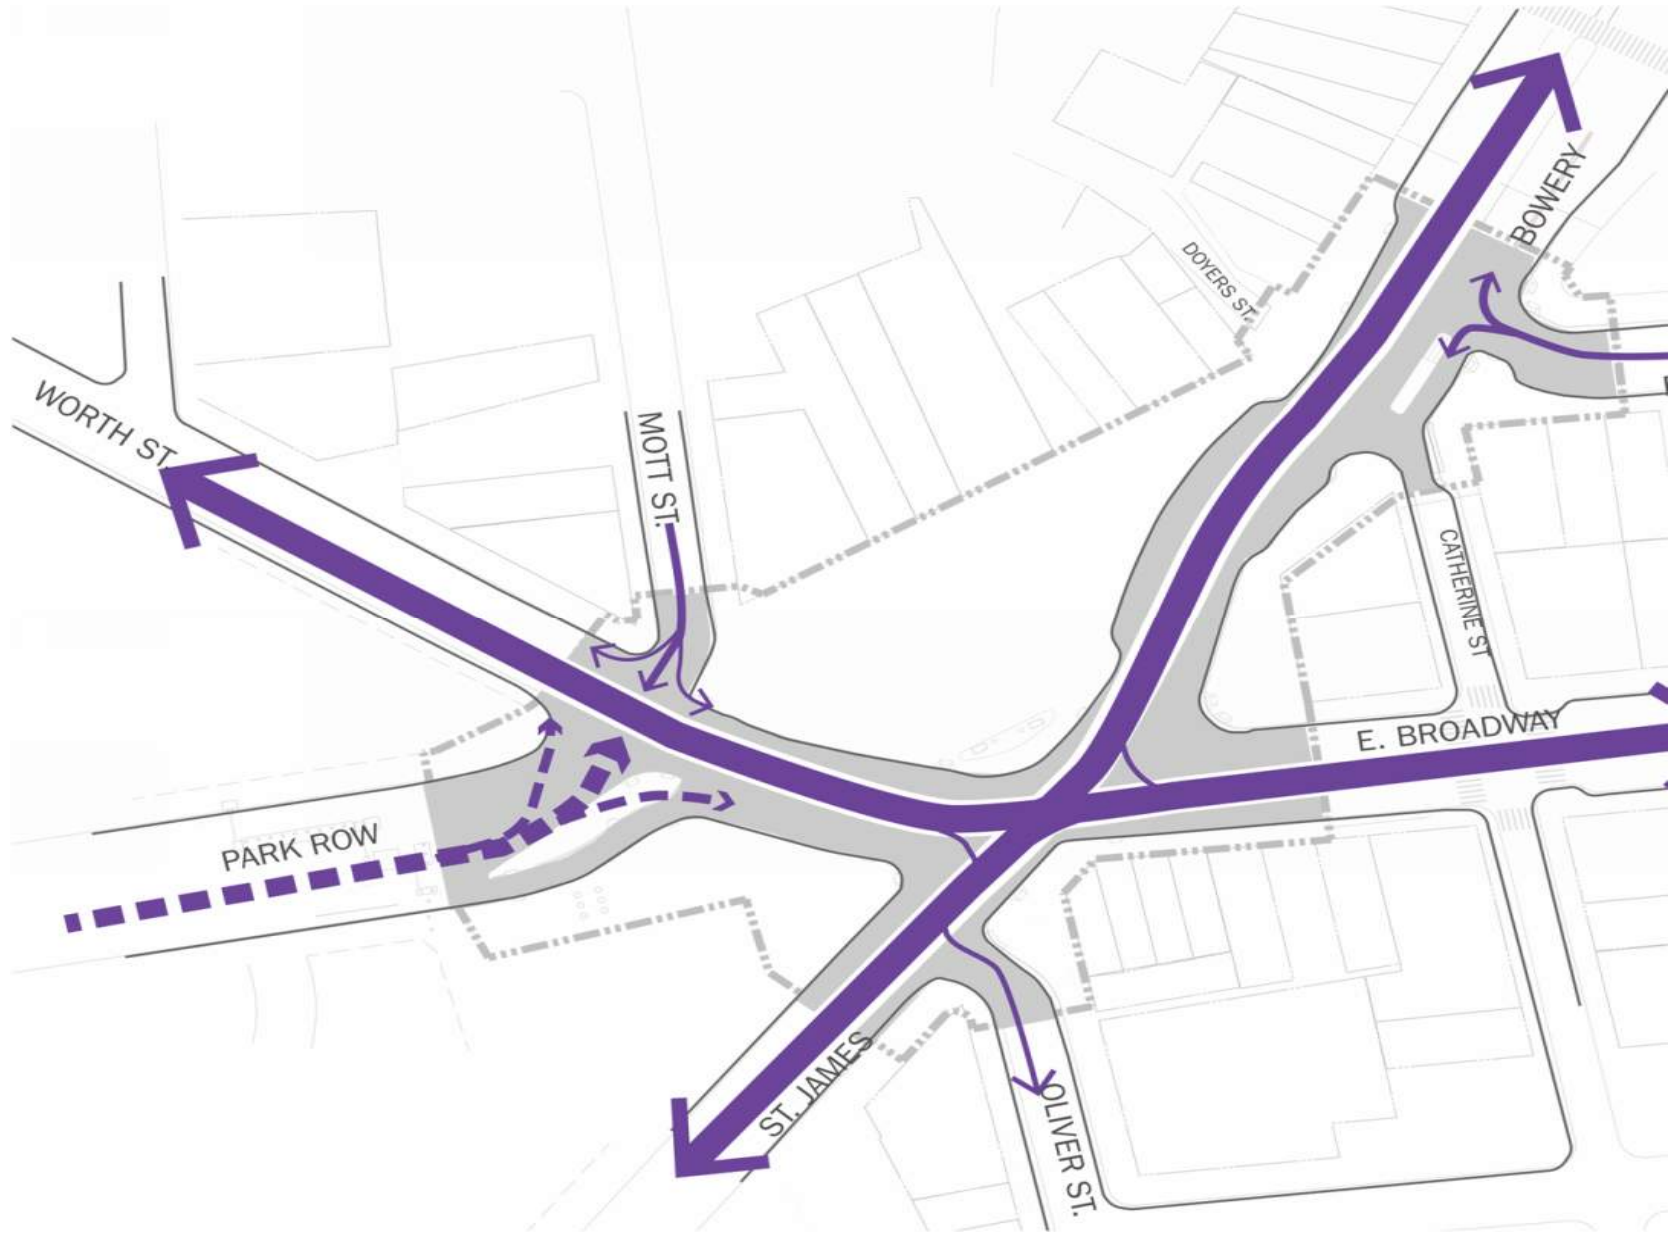 BOWERY
DOYERS ST.
WORTH ST.
MOTT ST.
CATHERINE ST
E. BROADWAY
PARK ROW
ST. JAMES
OLIVER ST.